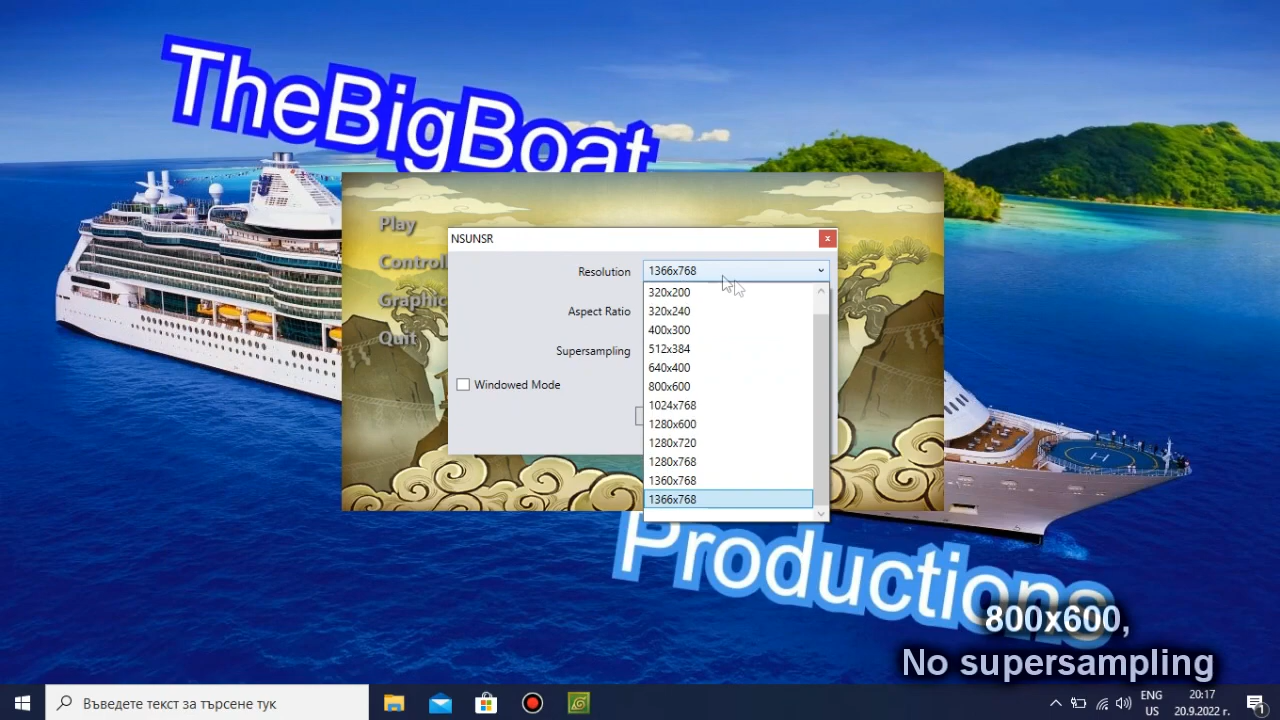 TheBigBoat
Play
Control
Graphic
Quit
NSUNSR
Resolution
1366x768
320x200
320x240
Aspect Ratio
400x300
512x384
Supersampling
640x400
Windowed Mode
800x600
1024x768
1280x600
1280x720
1280x768
1360x768
1366x768
Productions
H
800x600,
No supersampling
Въведете текст за търсене тук
ENG
US
20:17
20.9.2022 г.
1